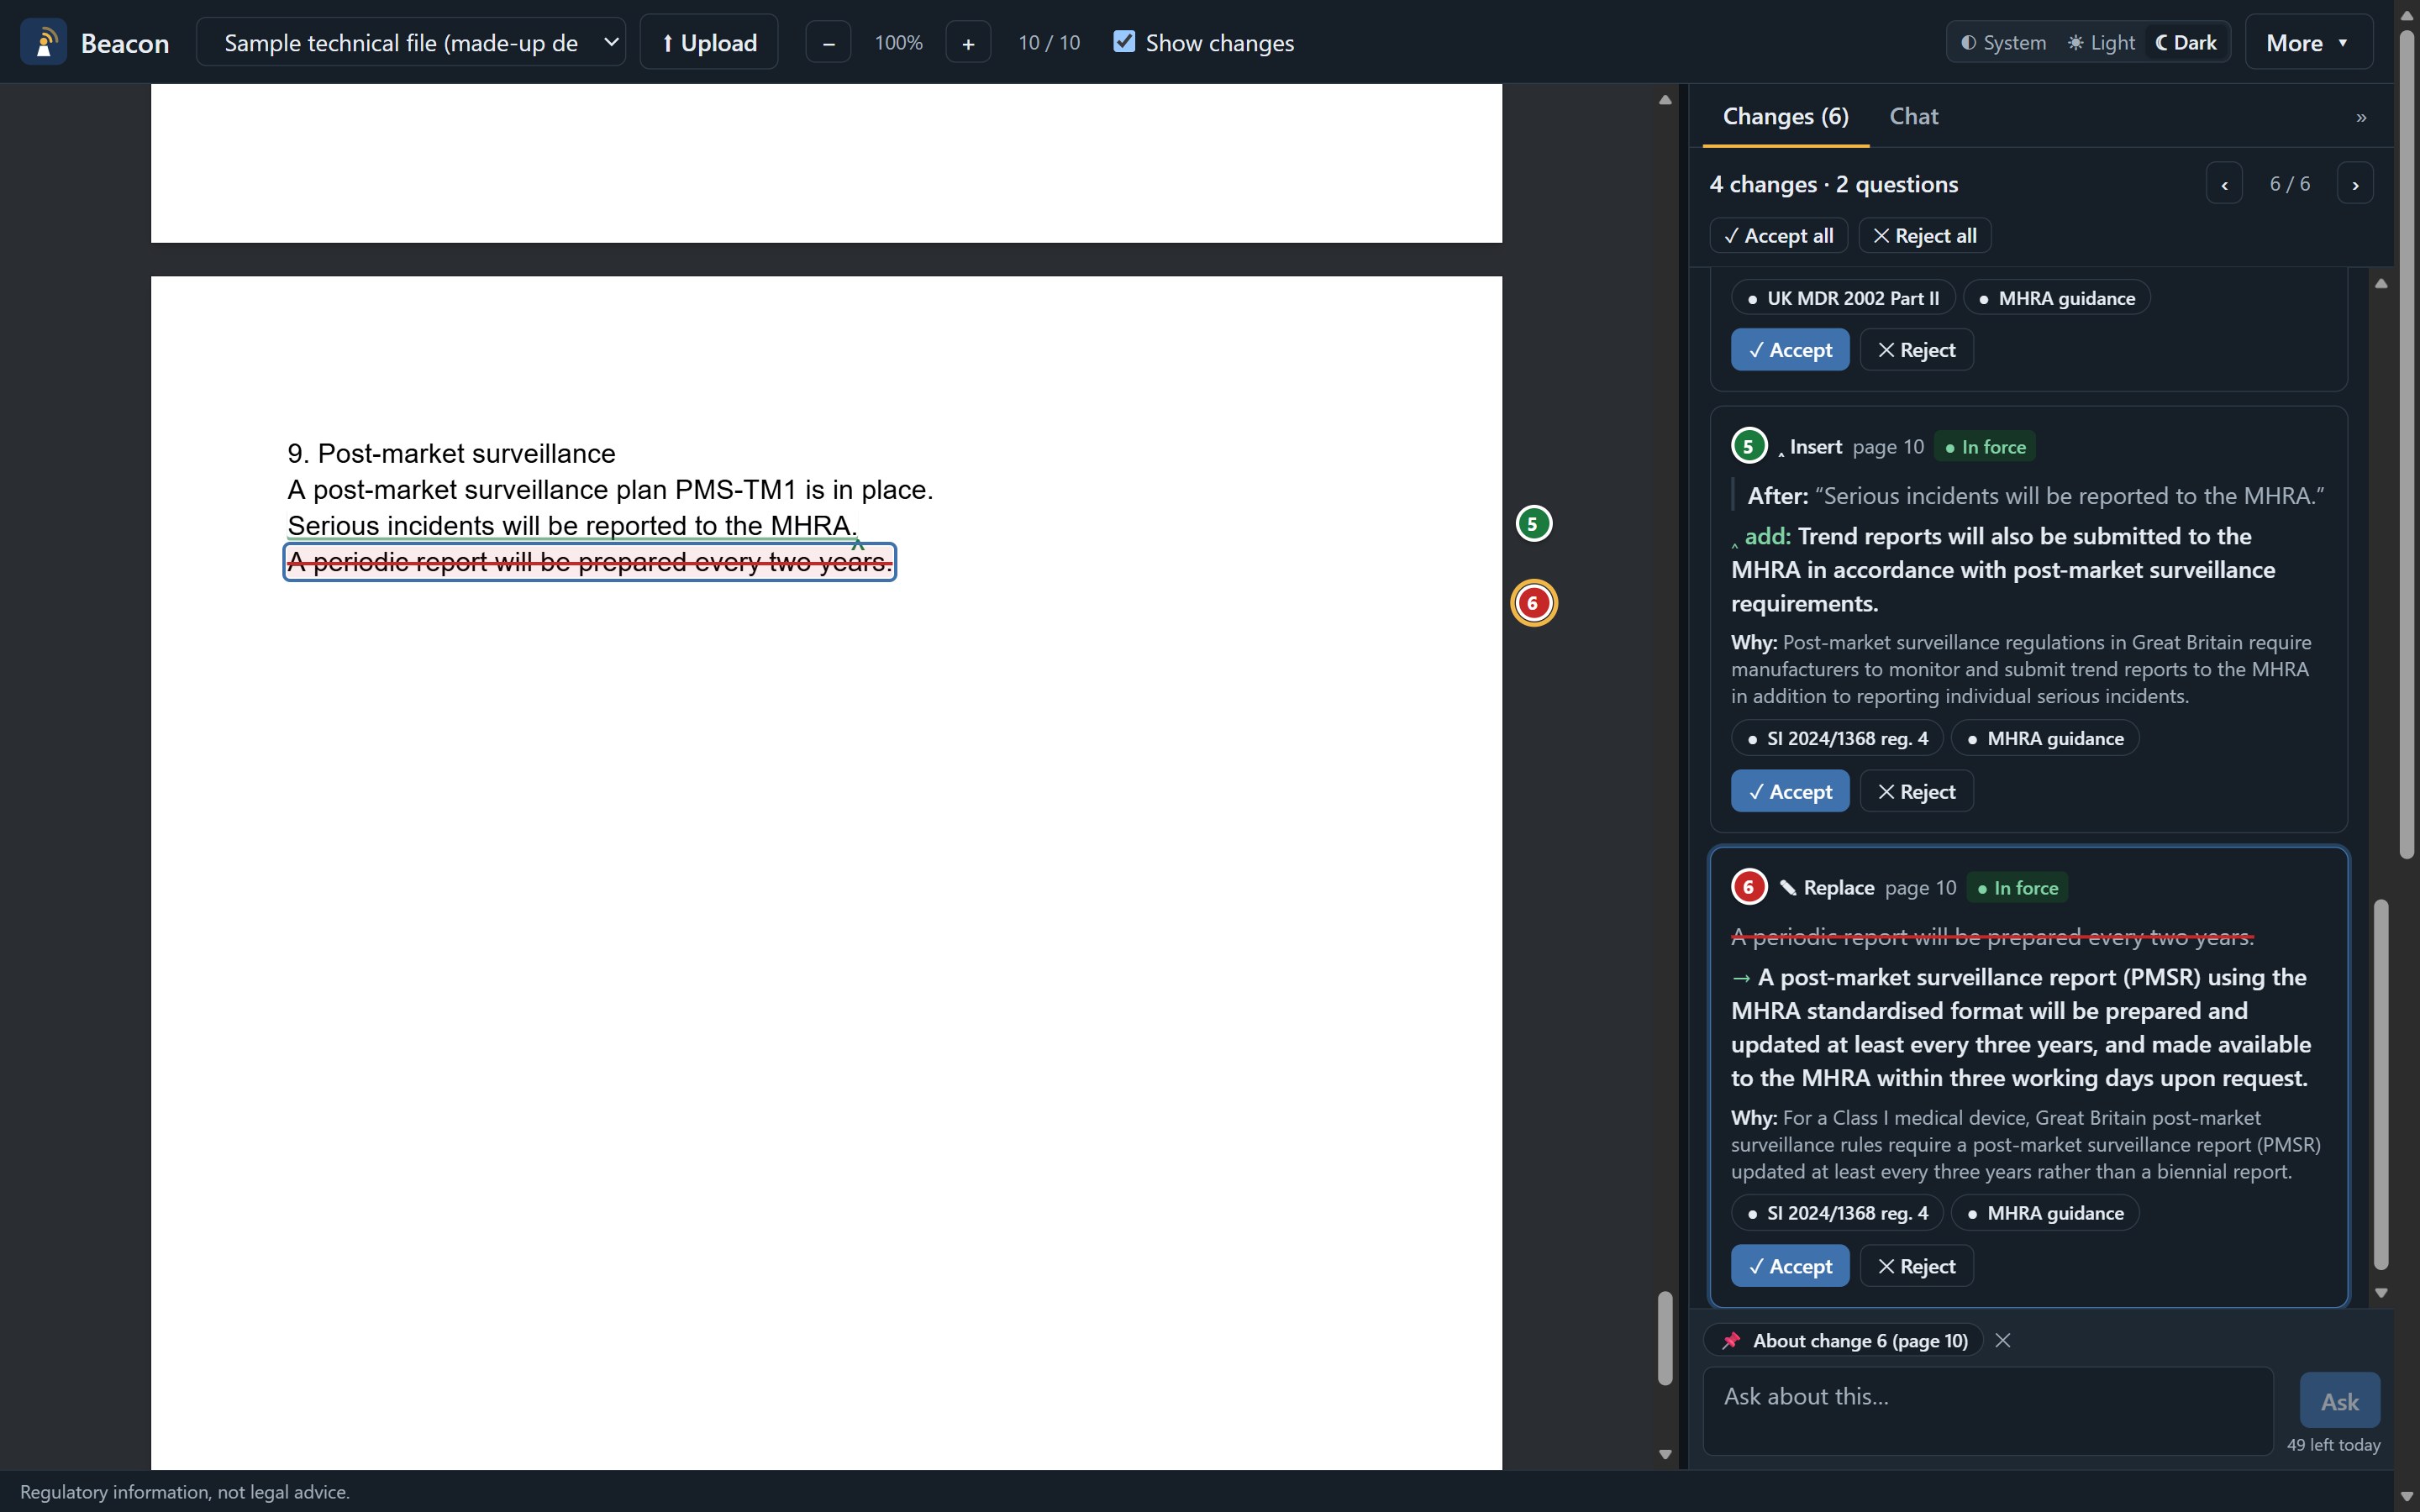 Beacon
Sample technical file (made-up de
↑ Upload
−
100%
+
10 / 10
Show changes
System
Light
Dark
More ▾
9. Post-market surveillance
A post-market surveillance plan PMS-TM1 is in place.
Serious incidents will be reported to the MHRA.
A periodic report will be prepared every two years.
5
6
Changes (6)
Chat
»
4 changes · 2 questions
‹
6 / 6
›
✓ Accept all
✕ Reject all
● UK MDR 2002 Part II
● MHRA guidance
✓ Accept
✕ Reject
5 ‸ Insert page 10 ● In force
After: “Serious incidents will be reported to the MHRA.”
‸ add: Trend reports will also be submitted to the
MHRA in accordance with post-market surveillance
requirements.
Why: Post-market surveillance regulations in Great Britain require
manufacturers to monitor and submit trend reports to the MHRA
in addition to reporting individual serious incidents.
● SI 2024/1368 reg. 4
● MHRA guidance
✓ Accept
✕ Reject
6 ✎ Replace page 10 ● In force
A periodic report will be prepared every two years.
→ A post-market surveillance report (PMSR) using the
MHRA standardised format will be prepared and
updated at least every three years, and made available
to the MHRA within three working days upon request.
Why: For a Class I medical device, Great Britain post-market
surveillance rules require a post-market surveillance report (PMSR)
updated at least every three years rather than a biennial report.
● SI 2024/1368 reg. 4
● MHRA guidance
✓ Accept
✕ Reject
📌 About change 6 (page 10) ✕
Ask about this...
Ask
49 left today
Regulatory information, not legal advice.